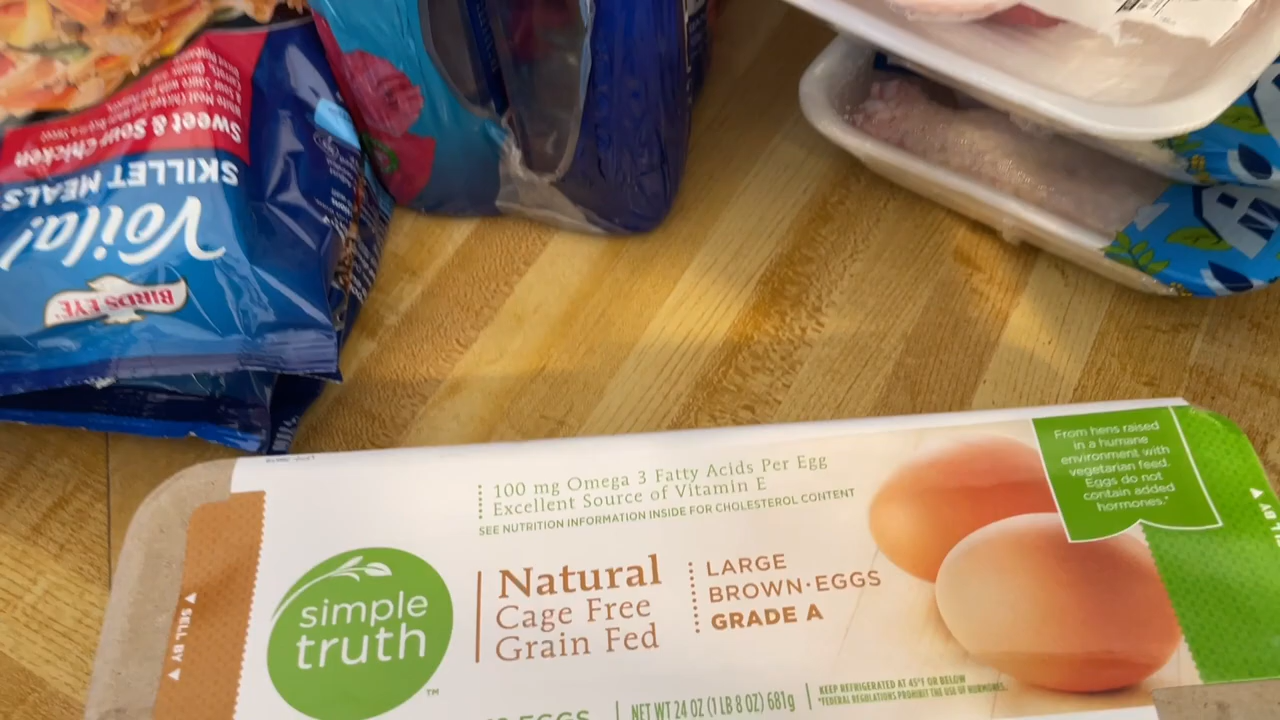 Sweet & Sour Chicken
SKILLET MEALS
Voila!
BIRDS EYE
100 mg Omega 3 Fatty Acids Per Egg
Excellent Source of Vitamin E
SEE NUTRITION INFORMATION INSIDE FOR CHOLESTEROL CONTENT
simple
truth
TM
Natural
Cage Free
Grain Fed
LARGE
BROWN·EGGS
GRADE A
From hens raised
in a humane
environment with
vegetarian feed.
Eggs do not
contain added
hormones.*
SELL BY
EGGS
NET WT 24 OZ (1 LB 8 OZ) 681g
KEEP REFRIGERATED AT 45°F OR BELOW
*FEDERAL REGULATIONS PROHIBIT THE USE OF HORMONES.